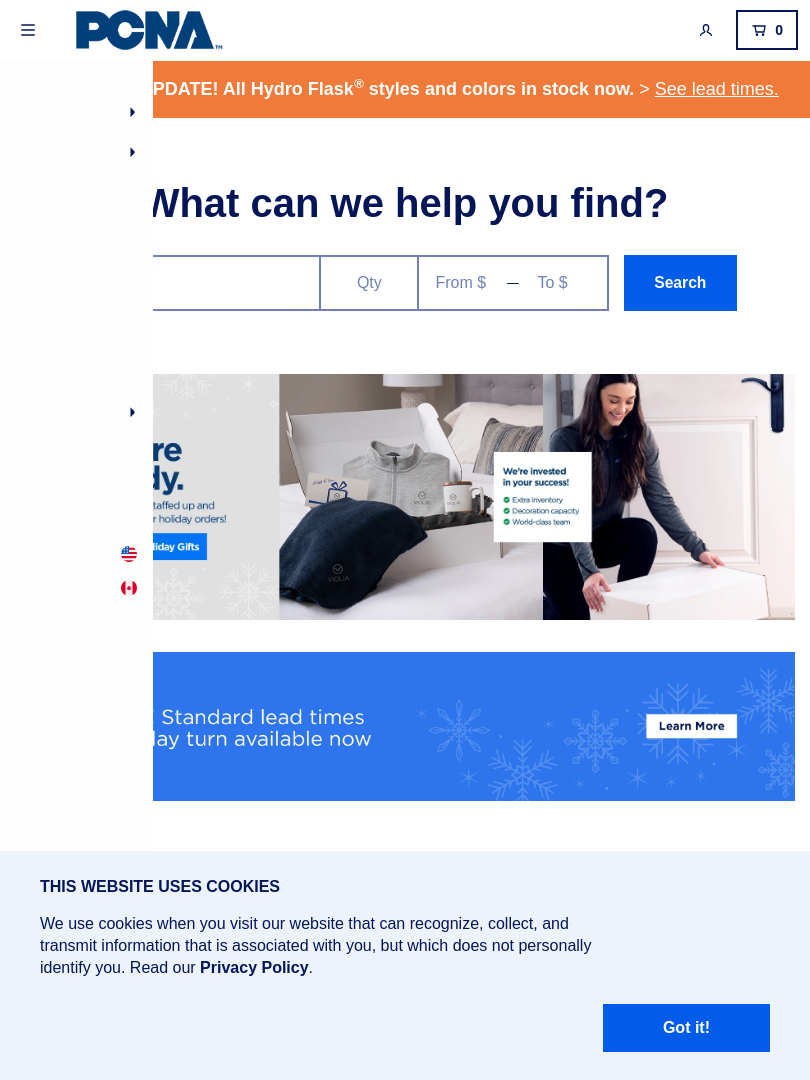 PCNA™
0
PDATE! All Hydro Flask® styles and colors in stock now. > See lead times.
What can we help you find?
Qty
From $ — To $
Search
re
dy.
taffed up and
r holiday orders!
liday Gifts
VIOLIA
VIOLIA
VIOLIA
We're invested
in your success!
Extra inventory
Decoration capacity
World-class team
Standard lead times
lay turn available now
Learn More
THIS WEBSITE USES COOKIES
We use cookies when you visit our website that can recognize, collect, and
transmit information that is associated with you, but which does not personally
identify you. Read our Privacy Policy.
Got it!